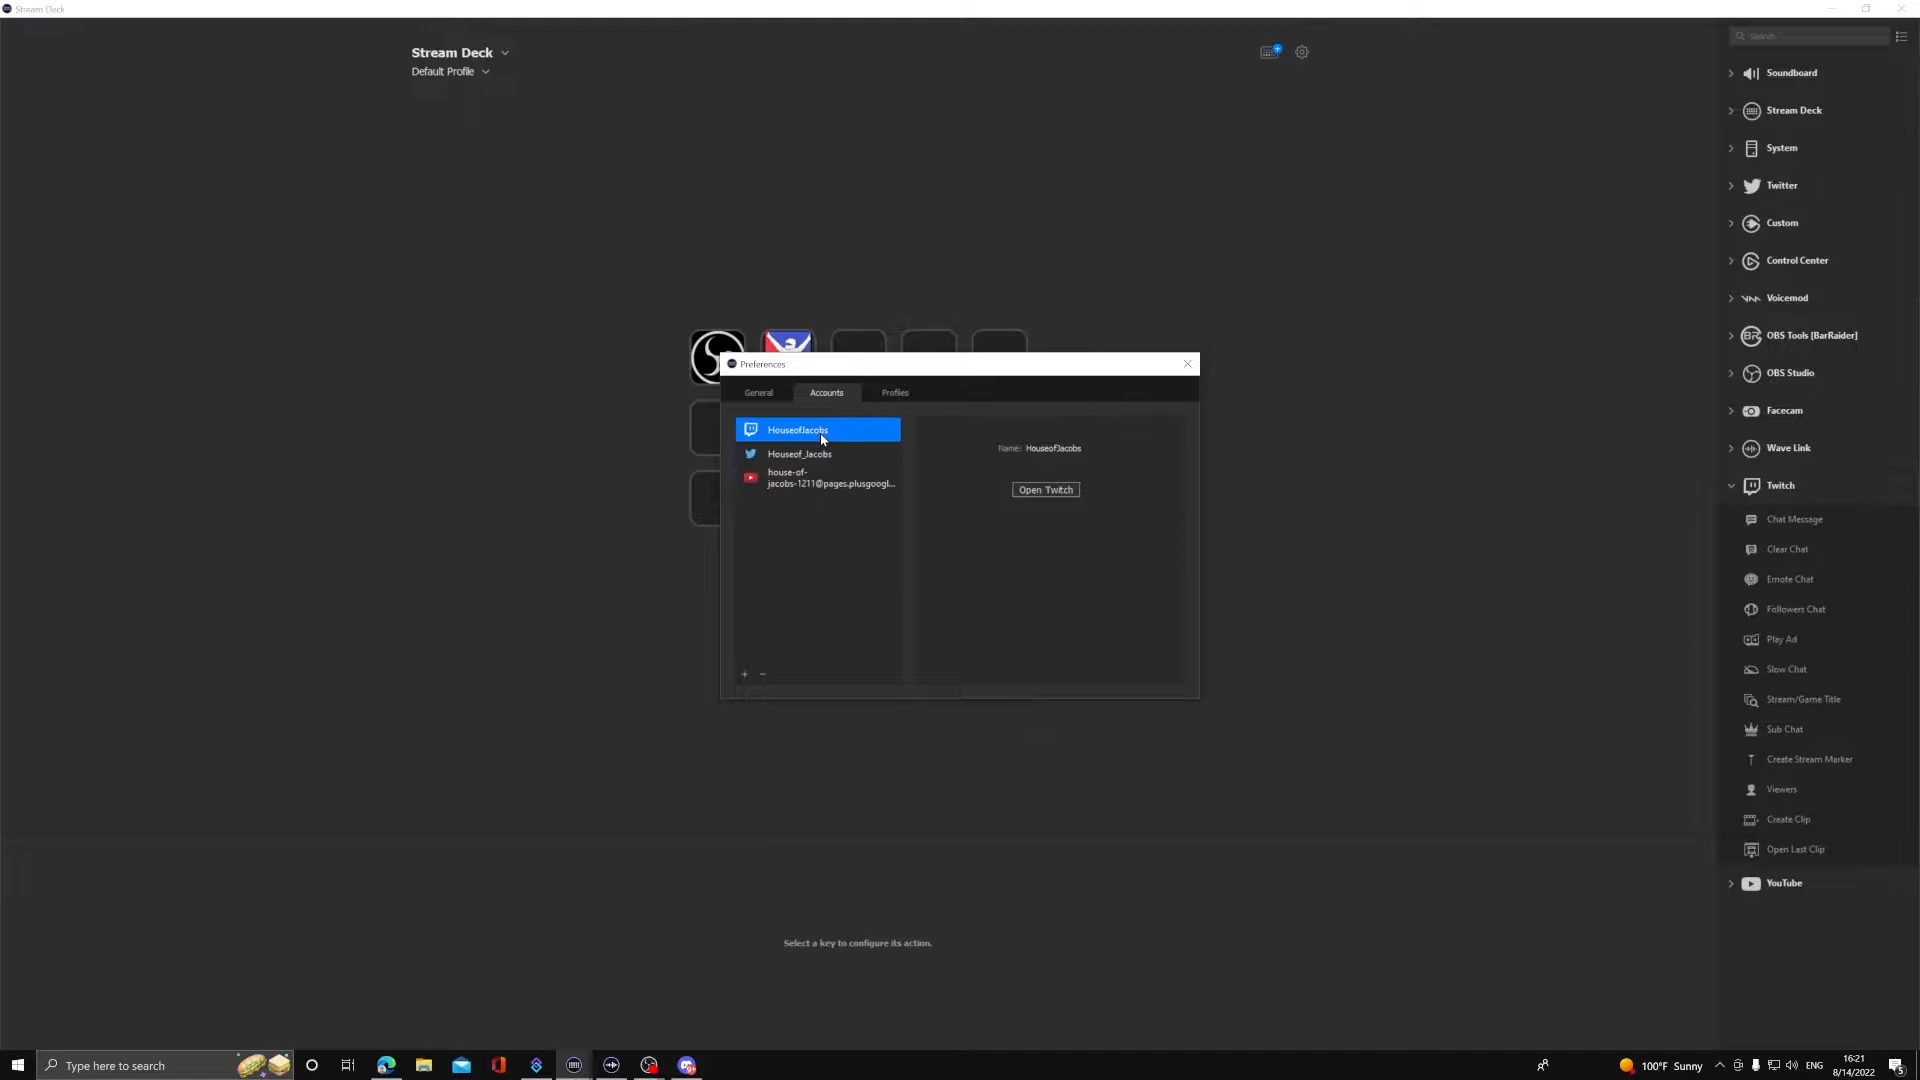 Stream Deck
Stream Deck
Default Profile
Search
Soundboard
Stream Deck
System
Twitter
Custom
Control Center
Voicemod
OBS Tools [BarRaider]
OBS Studio
Facecam
Wave Link
Twitch
Chat Message
Clear Chat
Emote Chat
Followers Chat
Play Ad
Slow Chat
Stream/Game Title
Sub Chat
Create Stream Marker
Viewers
Create Clip
Open Last Clip
YouTube
Preferences
General Accounts Profiles
HouseofJacobs
Houseof_Jacobs
house-of-
jacobs-1211@pages.plusgoogl...
Name: HouseofJacobs
Open Twitch
+ −
Select a key to configure its action.
Type here to search
100°F Sunny
ENG
16:21
8/14/2022
5